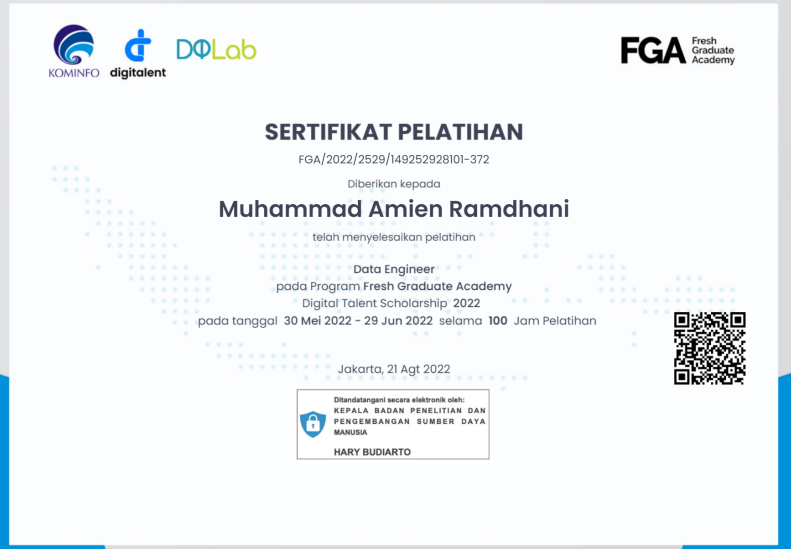 KOMINFO
digitalent
DQLab
FGA Fresh Graduate Academy
SERTIFIKAT PELATIHAN
FGA/2022/2529/149252928101-372
Diberikan kepada
Muhammad Amien Ramdhani
telah menyelesaikan pelatihan
Data Engineer
pada Program Fresh Graduate Academy
Digital Talent Scholarship 2022
pada tanggal 30 Mei 2022 - 29 Jun 2022 selama 100 Jam Pelatihan
Jakarta, 21 Agt 2022
Ditandatangani secara elektronik oleh:
KEPALA BADAN PENELITIAN DAN
PENGEMBANGAN SUMBER DAYA
MANUSIA
HARY BUDIARTO